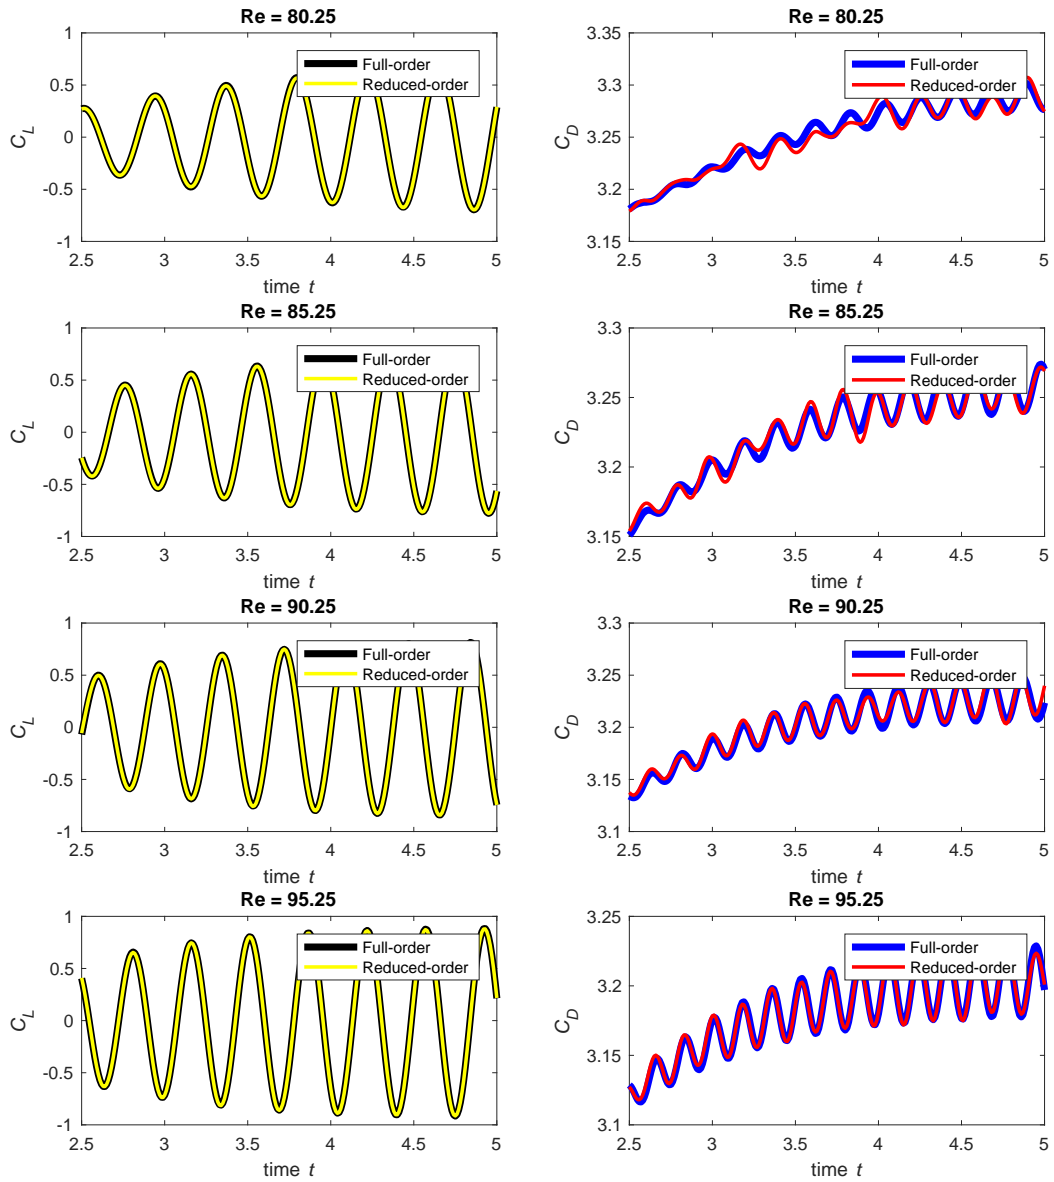 Re = 80.25
1
0.5
0
-0.5
-1
C_L
Full-order
Reduced-order
2.5 3 3.5 4 4.5 5
time t
Re = 80.25
3.35
3.3
3.25
3.2
3.15
C_D
Full-order
Reduced-order
2.5 3 3.5 4 4.5 5
time t
Re = 85.25
1
0.5
0
-0.5
-1
C_L
Full-order
Reduced-order
2.5 3 3.5 4 4.5 5
time t
Re = 85.25
3.3
3.25
3.2
3.15
C_D
Full-order
Reduced-order
2.5 3 3.5 4 4.5 5
time t
Re = 90.25
1
0.5
0
-0.5
-1
C_L
Full-order
Reduced-order
2.5 3 3.5 4 4.5 5
time t
Re = 90.25
3.3
3.25
3.2
3.15
3.1
C_D
Full-order
Reduced-order
2.5 3 3.5 4 4.5 5
time t
Re = 95.25
1
0.5
0
-0.5
-1
C_L
Full-order
Reduced-order
2.5 3 3.5 4 4.5 5
time t
Re = 95.25
3.25
3.2
3.15
3.1
C_D
Full-order
Reduced-order
2.5 3 3.5 4 4.5 5
time t